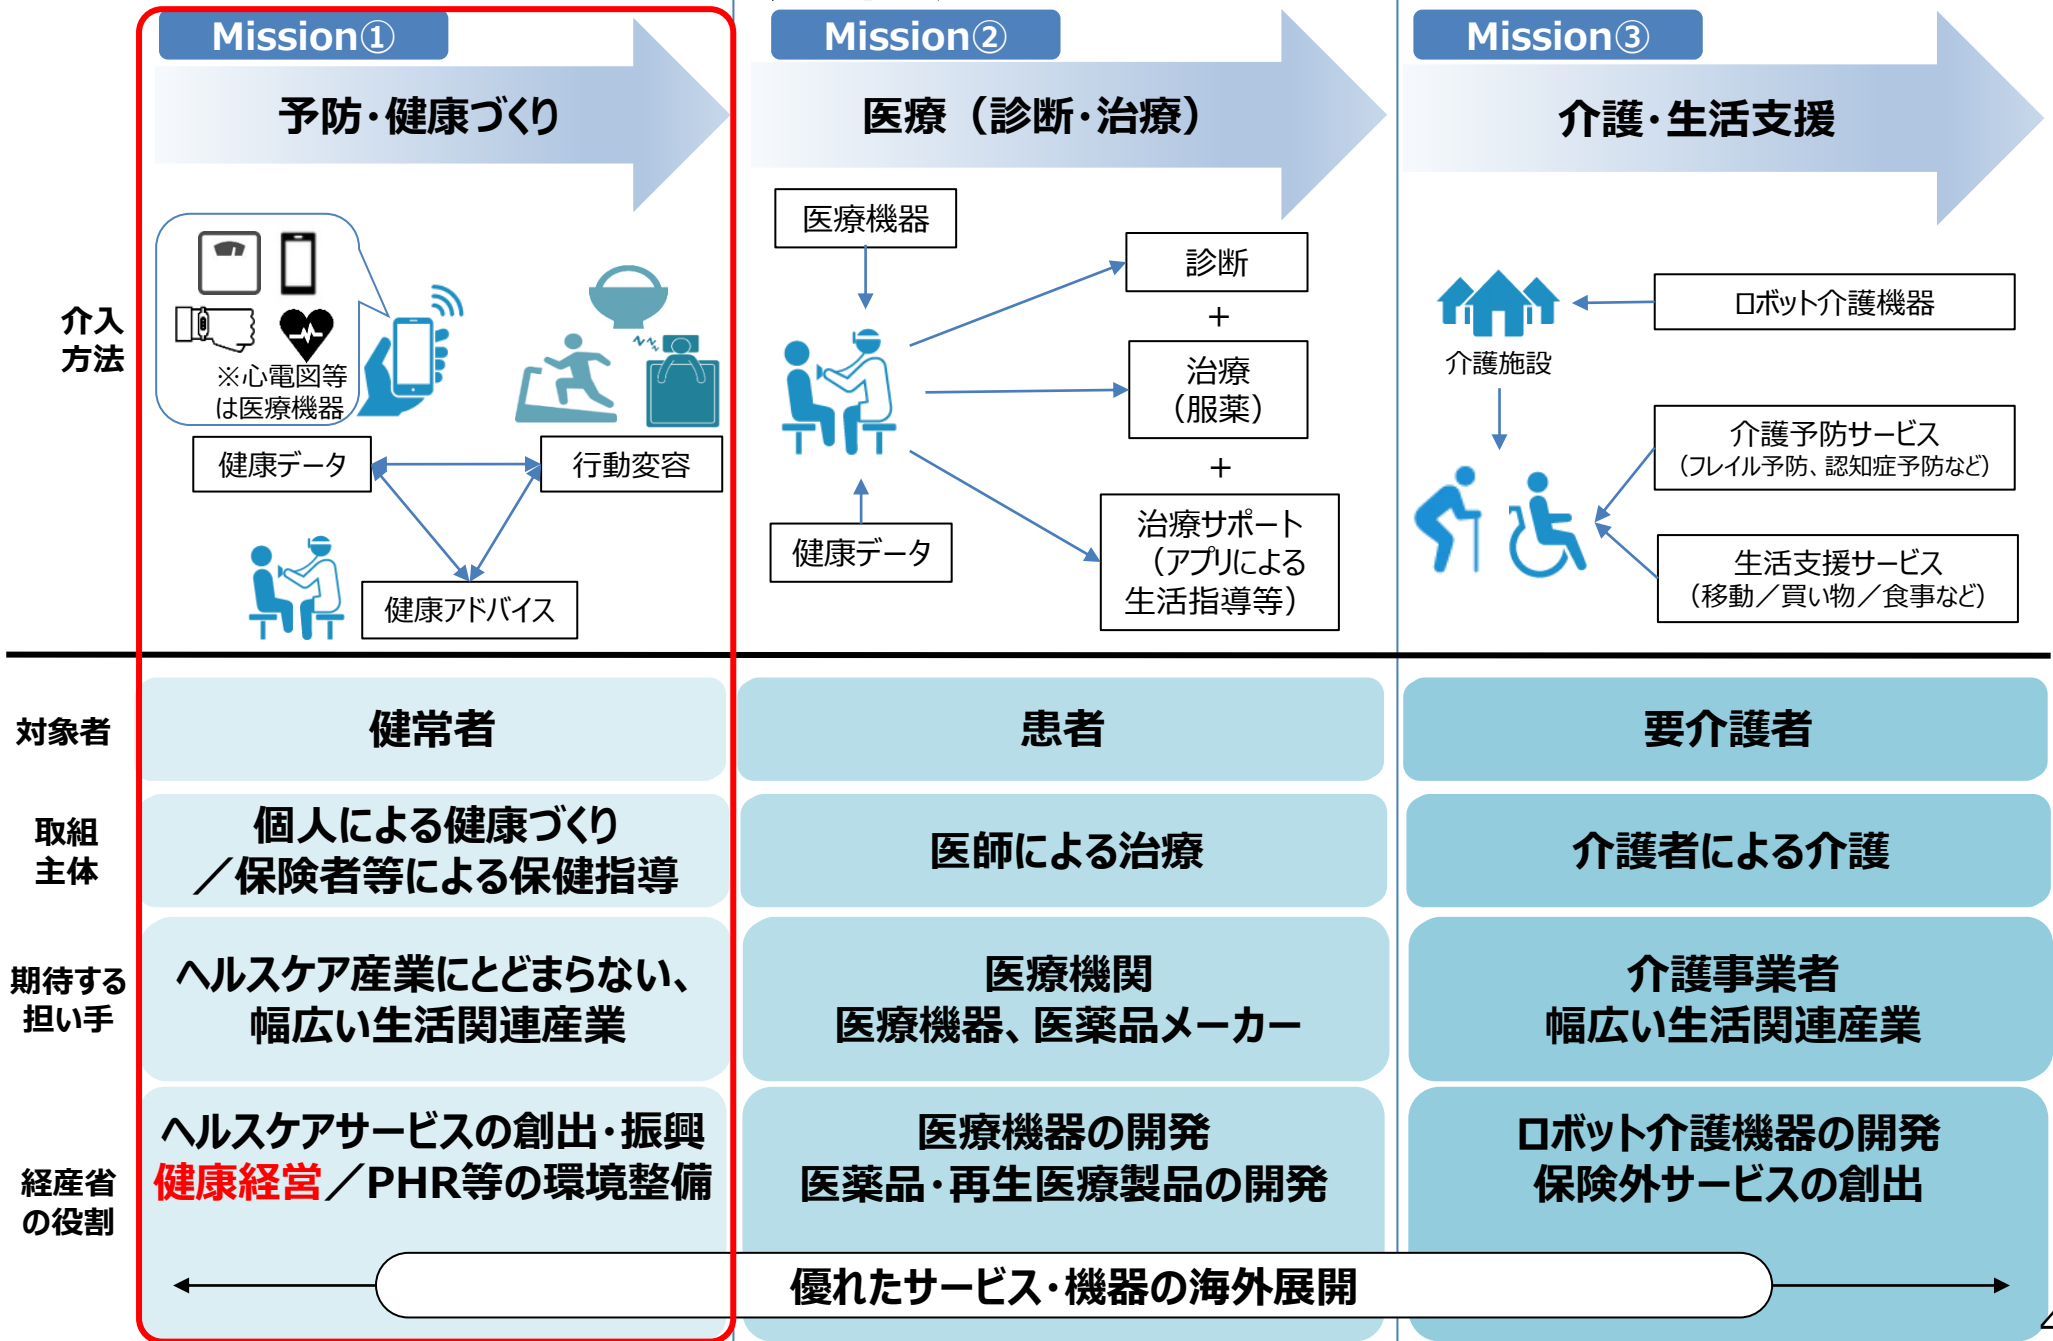 Mission①
予防・健康づくり
Mission②
医療（診断・治療）
Mission③
介護・生活支援
介入
方法
※心電図等
は医療機器
健康データ
行動変容
健康アドバイス
医療機器
健康データ
診断
+
治療
（服薬）
+
治療サポート
（アプリによる
生活指導等）
介護施設
ロボット介護機器
介護予防サービス
（フレイル予防、認知症予防など）
生活支援サービス
（移動／買い物／食事など）
対象者
健常者
患者
要介護者
取組
主体
個人による健康づくり
／保険者等による保健指導
医師による治療
介護者による介護
期待する
担い手
ヘルスケア産業にとどまらない、
幅広い生活関連産業
医療機関
医療機器、医薬品メーカー
介護事業者
幅広い生活関連産業
経産省
の役割
ヘルスケアサービスの創出・振興
健康経営／PHR等の環境整備
医療機器の開発
医薬品・再生医療製品の開発
ロボット介護機器の開発
保険外サービスの創出
優れたサービス・機器の海外展開